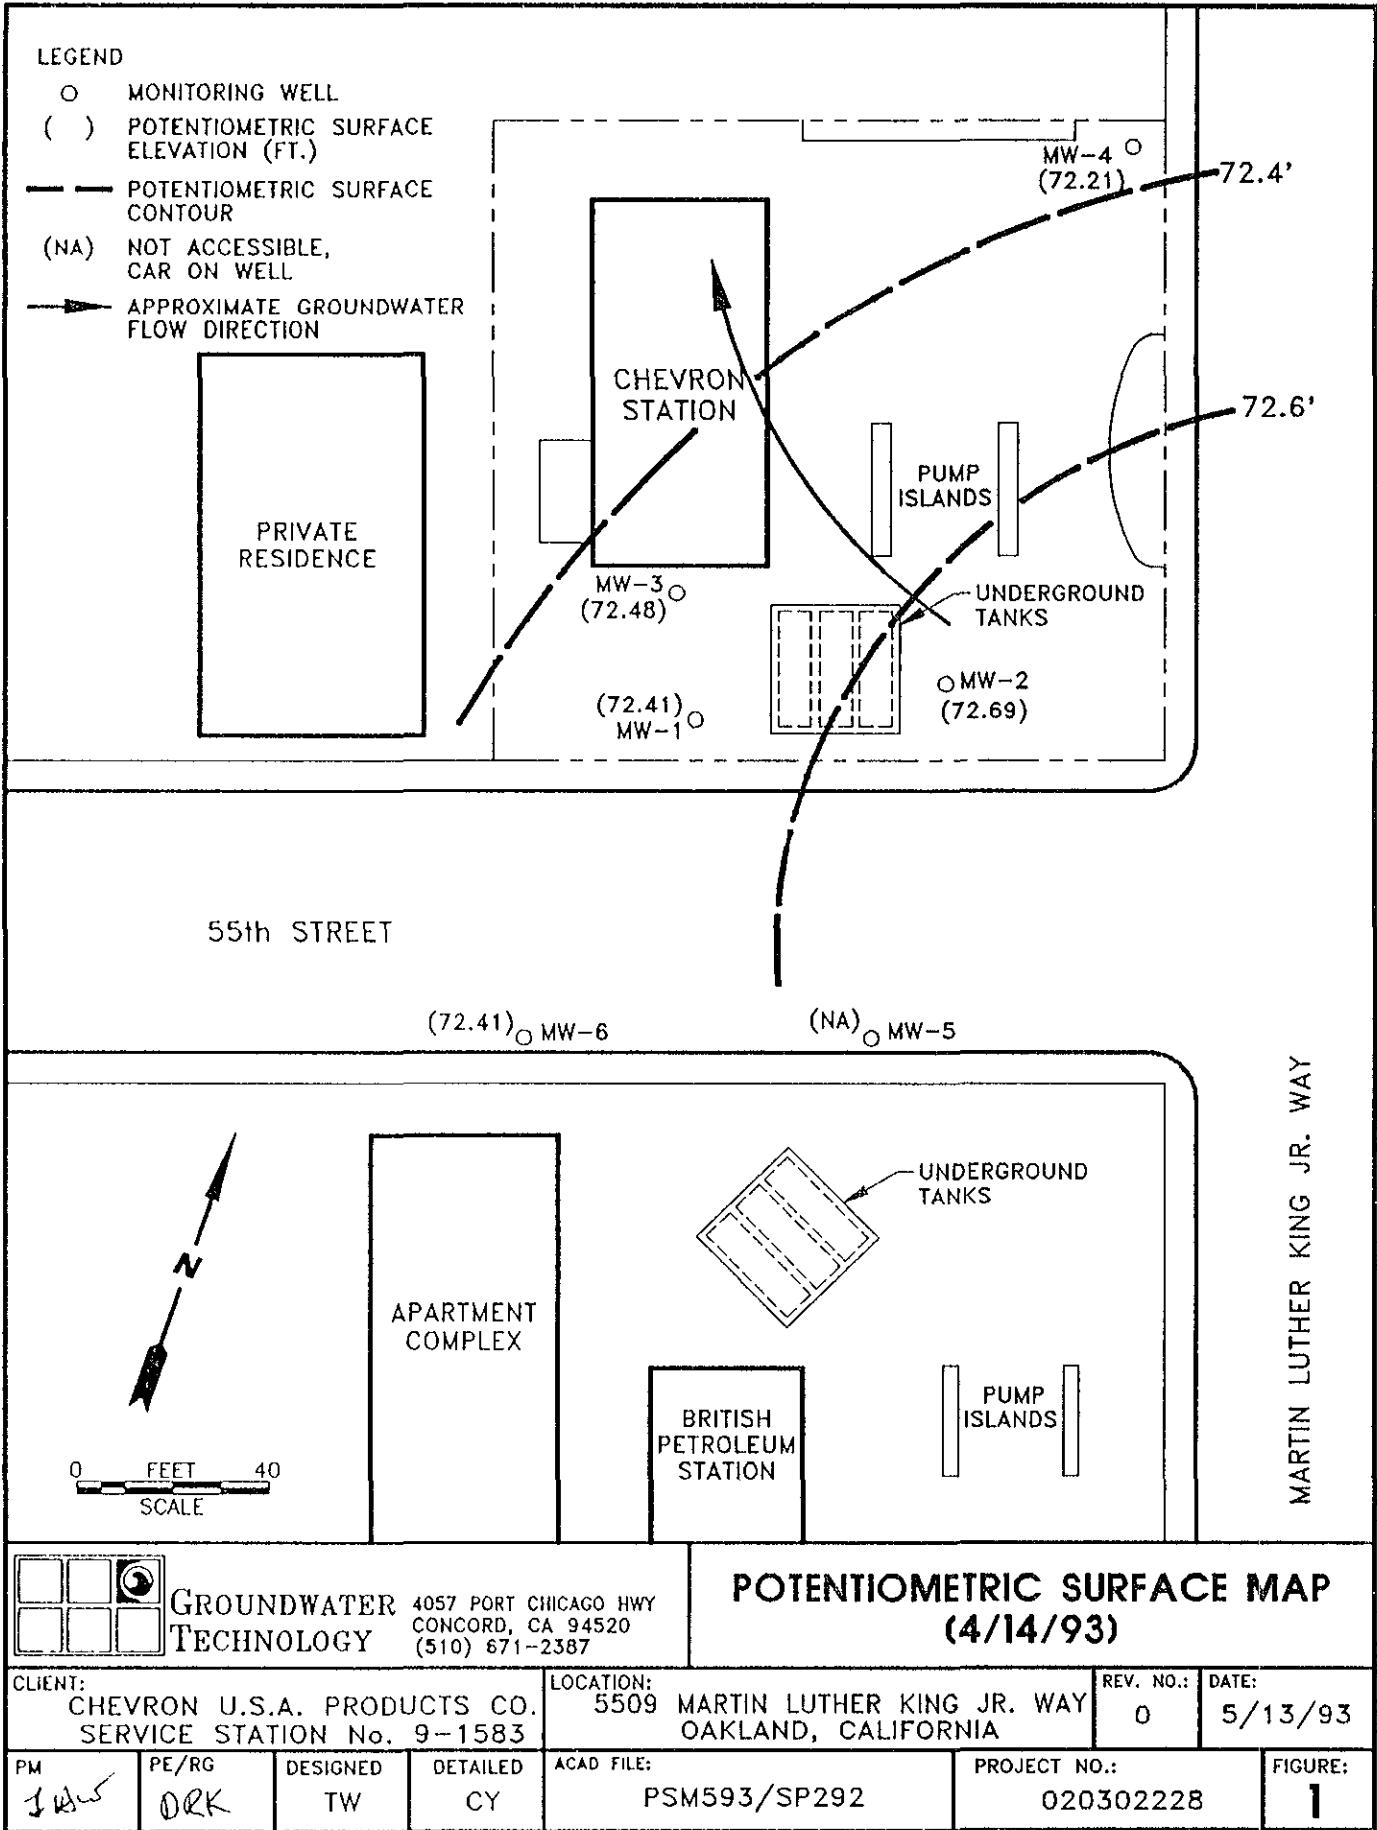 LEGEND
MONITORING WELL
( ) POTENTIOMETRIC SURFACE
ELEVATION (FT.)
POTENTIOMETRIC SURFACE
CONTOUR
(NA) NOT ACCESSIBLE,
CAR ON WELL
APPROXIMATE GROUNDWATER
FLOW DIRECTION
MW-4
(72.21)
72.4'
CHEVRON
STATION
72.6'
PUMP
ISLANDS
PRIVATE
RESIDENCE
MW-3
(72.48)
UNDERGROUND
TANKS
MW-2
(72.69)
(72.41)
MW-1
55th STREET
(72.41) MW-6
(NA) MW-5
MARTIN LUTHER KING JR. WAY
UNDERGROUND
TANKS
N
APARTMENT
COMPLEX
BRITISH
PETROLEUM
STATION
PUMP
ISLANDS
0 FEET 40
SCALE
GROUNDWATER
TECHNOLOGY
4057 PORT CHICAGO HWY
CONCORD, CA 94520
(510) 671-2387
POTENTIOMETRIC SURFACE MAP
(4/14/93)
CLIENT:
CHEVRON U.S.A. PRODUCTS CO.
SERVICE STATION No. 9-1583
LOCATION:
5509 MARTIN LUTHER KING JR. WAY
OAKLAND, CALIFORNIA
REV. NO.:
0
DATE:
5/13/93
PM
PE/RG
DRK
DESIGNED
TW
DETAILED
CY
ACAD FILE:
PSM593/SP292
PROJECT NO.:
020302228
FIGURE:
1